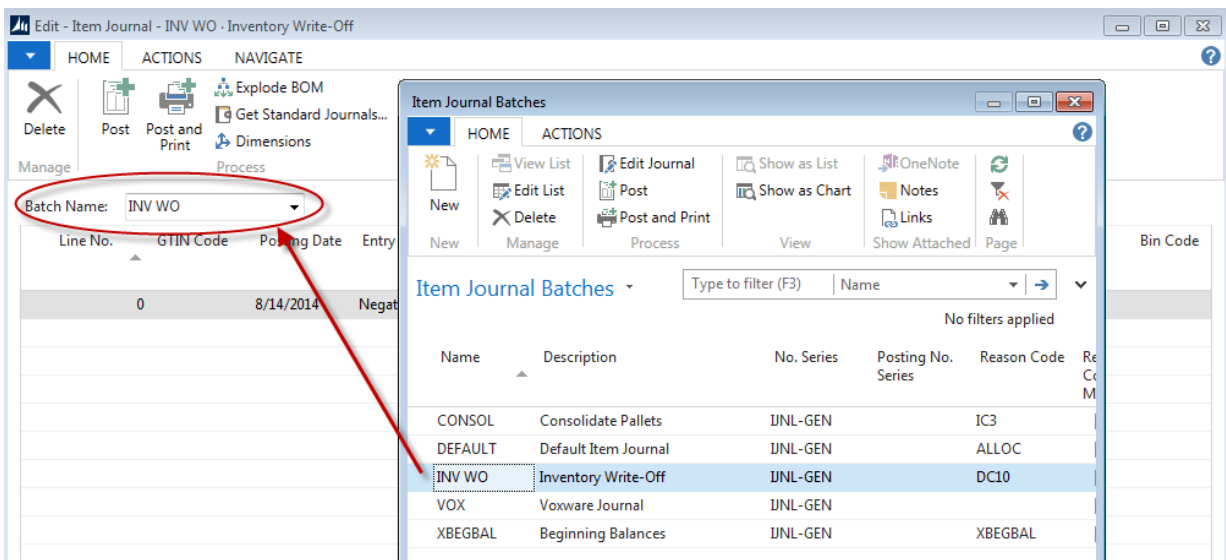 Edit - Item Journal - INV WO · Inventory Write-Off
HOME ACTIONS NAVIGATE
Delete
Post
Post and
Print
Explode BOM
Get Standard Journals...
Dimensions
Manage
Process
Batch Name: INV WO
Line No. GTIN Code Posting Date Entry Bin Code
0 8/14/2014 Negat
Item Journal Batches
HOME ACTIONS
New
View List
Edit List
Delete
Edit Journal
Post
Post and Print
Show as List
Show as Chart
OneNote
Notes
Links
New Manage Process View Show Attached Page
Item Journal Batches
Type to filter (F3) Name
No filters applied
Name Description No. Series Posting No. Series Reason Code Re
CONSOL Consolidate Pallets IJNL-GEN IC3
DEFAULT Default Item Journal IJNL-GEN ALLOC
INV WO Inventory Write-Off IJNL-GEN DC10
VOX Voxware Journal IJNL-GEN
XBEGBAL Beginning Balances IJNL-GEN XBEGBAL